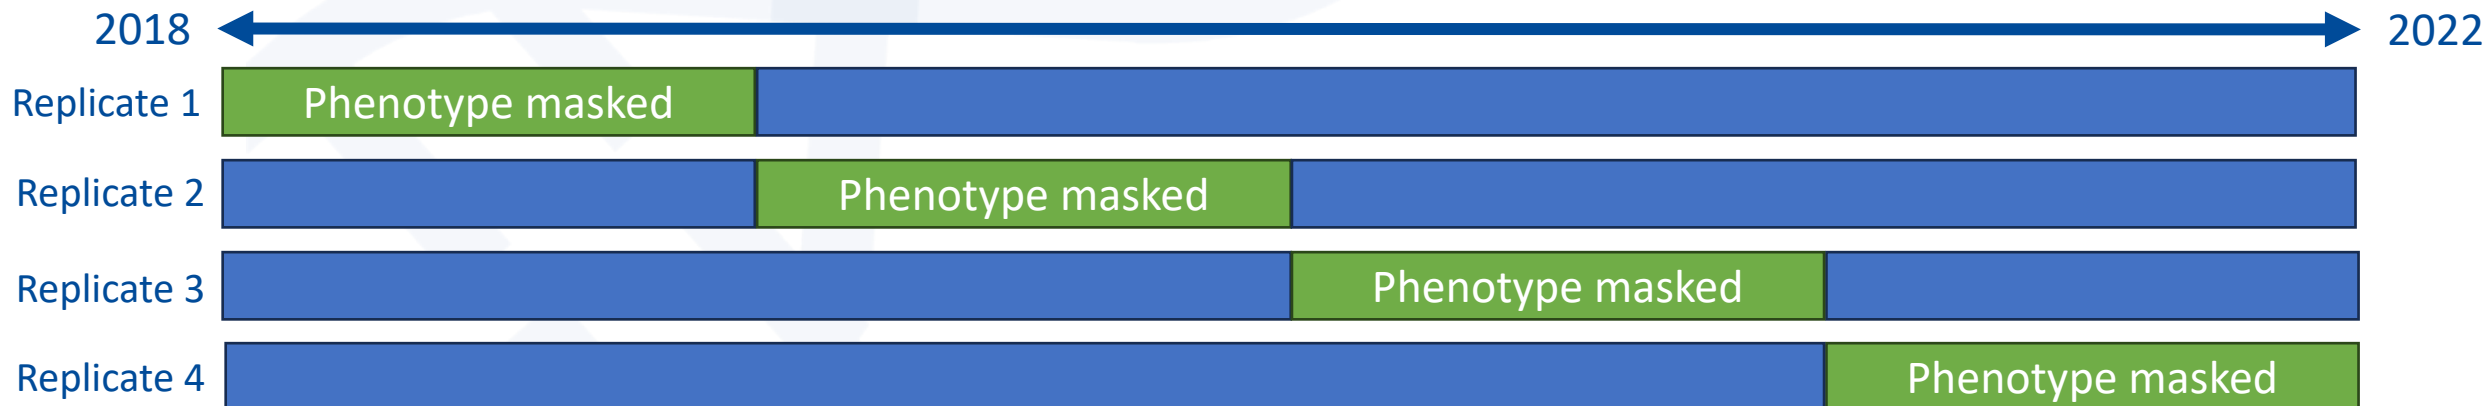 2018 2022
Replicate 1 Phenotype masked
Replicate 2 Phenotype masked
Replicate 3 Phenotype masked
Replicate 4 Phenotype masked